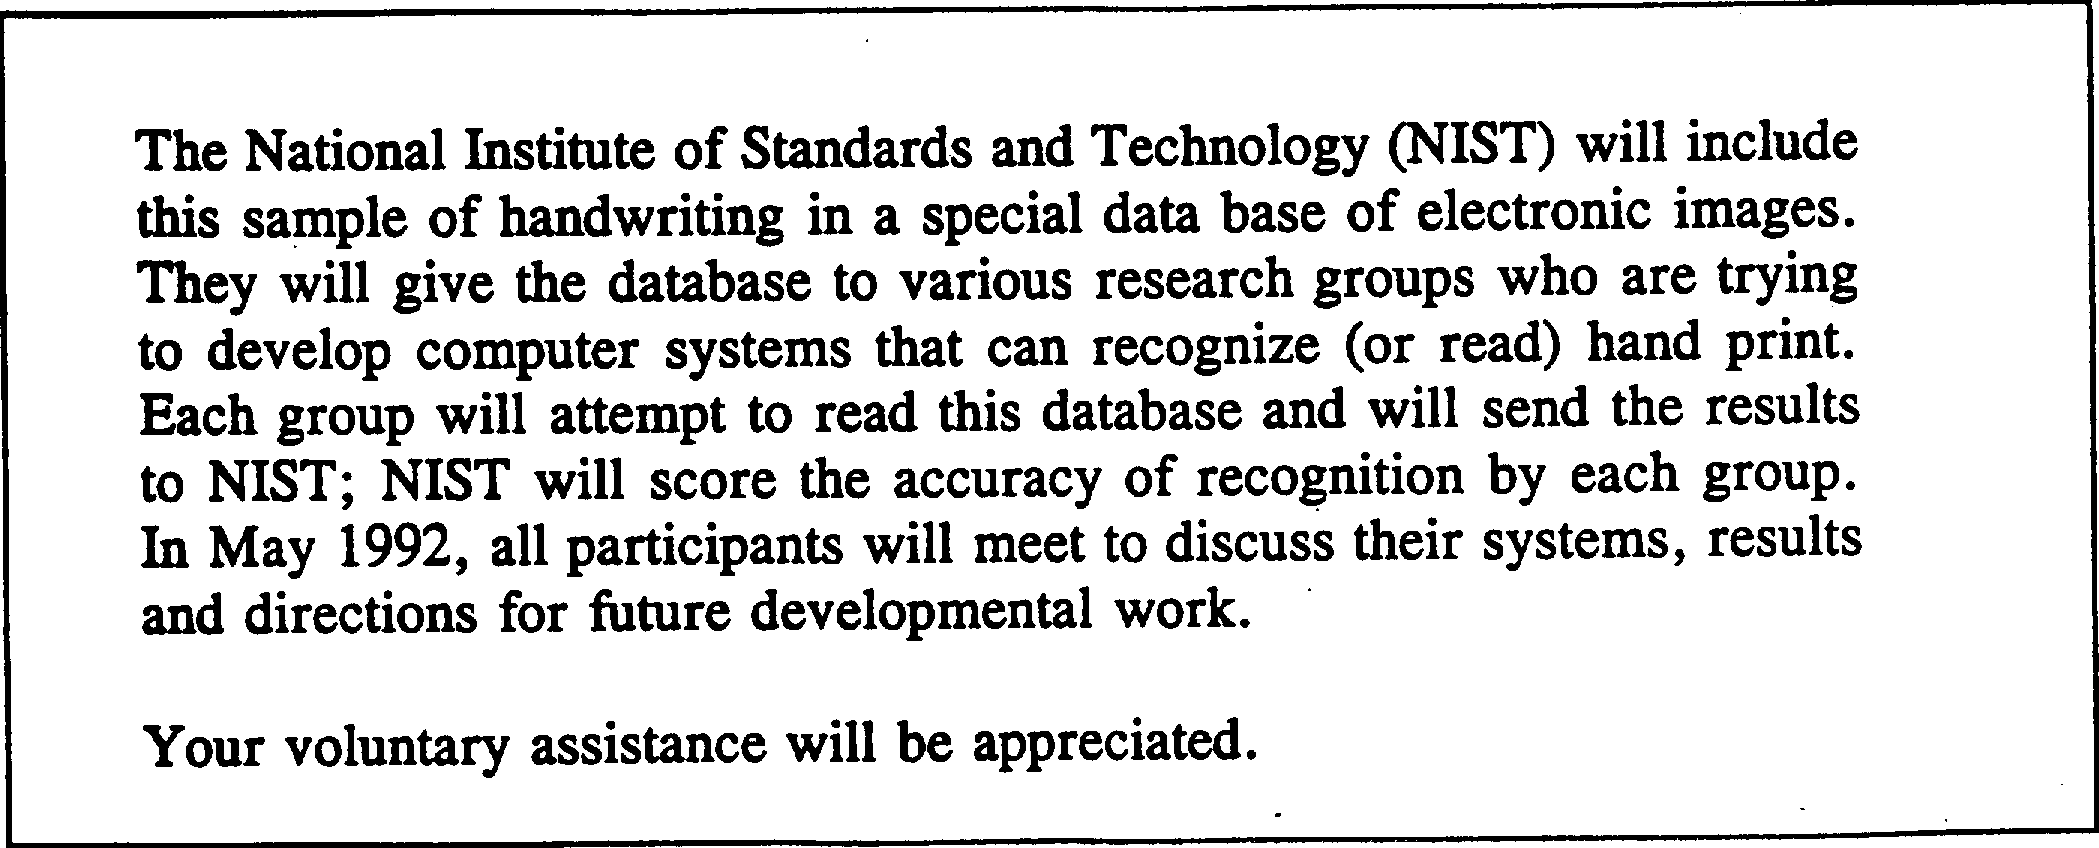 The National Institute of Standards and Technology (NIST) will include
this sample of handwriting in a special data base of electronic images.
They will give the database to various research groups who are trying
to develop computer systems that can recognize (or read) hand print.
Each group will attempt to read this database and will send the results
to NIST; NIST will score the accuracy of recognition by each group.
In May 1992, all participants will meet to discuss their systems, results
and directions for future developmental work.
Your voluntary assistance will be appreciated.